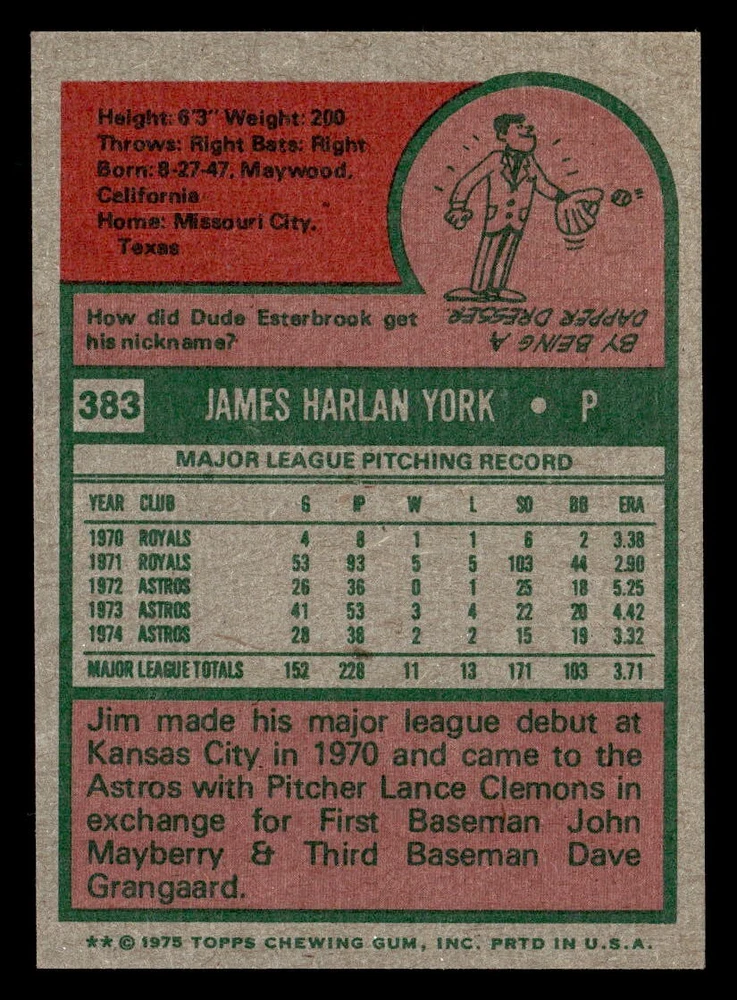 Height: 6'3" Weight: 200
Throws: Right Bats: Right
Born: 8-27-47, Maywood,
California
Home: Missouri City,
Texas
How did Dude Esterbrook get
his nickname?
BY BEING A
DAPPER DRESSER.
383 JAMES HARLAN YORK • P
MAJOR LEAGUE PITCHING RECORD
YEAR CLUB G IP W L SO BB ERA
1970 ROYALS 4 8 1 1 6 2 3.38
1971 ROYALS 53 93 5 5 103 44 2.90
1972 ASTROS 26 36 0 1 25 18 5.25
1973 ASTROS 41 53 3 4 22 20 4.42
1974 ASTROS 28 38 2 2 15 19 3.32
MAJOR LEAGUE TOTALS 152 228 11 13 171 103 3.71
Jim made his major league debut at
Kansas City in 1970 and came to the
Astros with Pitcher Lance Clemons in
exchange for First Baseman John
Mayberry & Third Baseman Dave
Grangaard.
** © 1975 TOPPS CHEWING GUM, INC. PRTD IN U.S.A.